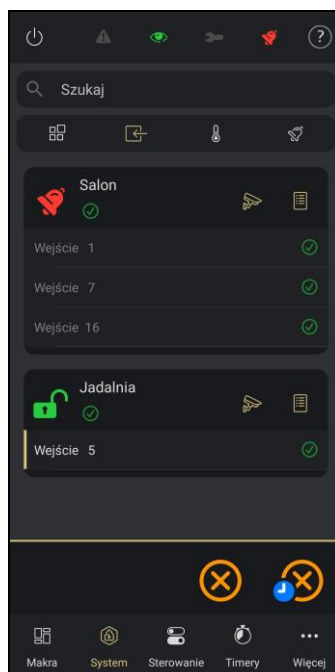 ?
Szukaj
Salon
Wejście 1
Wejście 7
Wejście 16
Jadalnia
Wejście 5
Makra System Sterowanie Timery Więcej